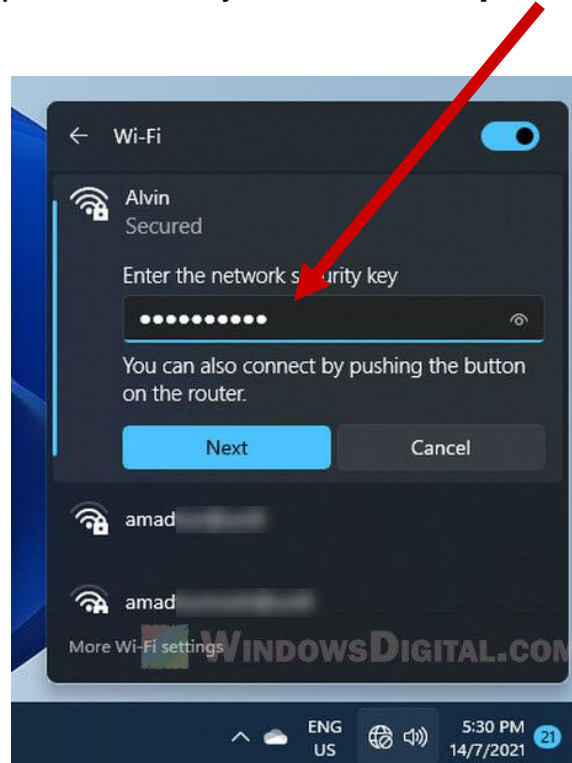 Wi-Fi
Alvin
Secured
Enter the network security key
You can also connect by pushing the button
on the router.
Next
Cancel
amad
amad
More Wi-Fi settings
WINDOWSDIGITAL.COM
ENG
US
5:30 PM
14/7/2021
21